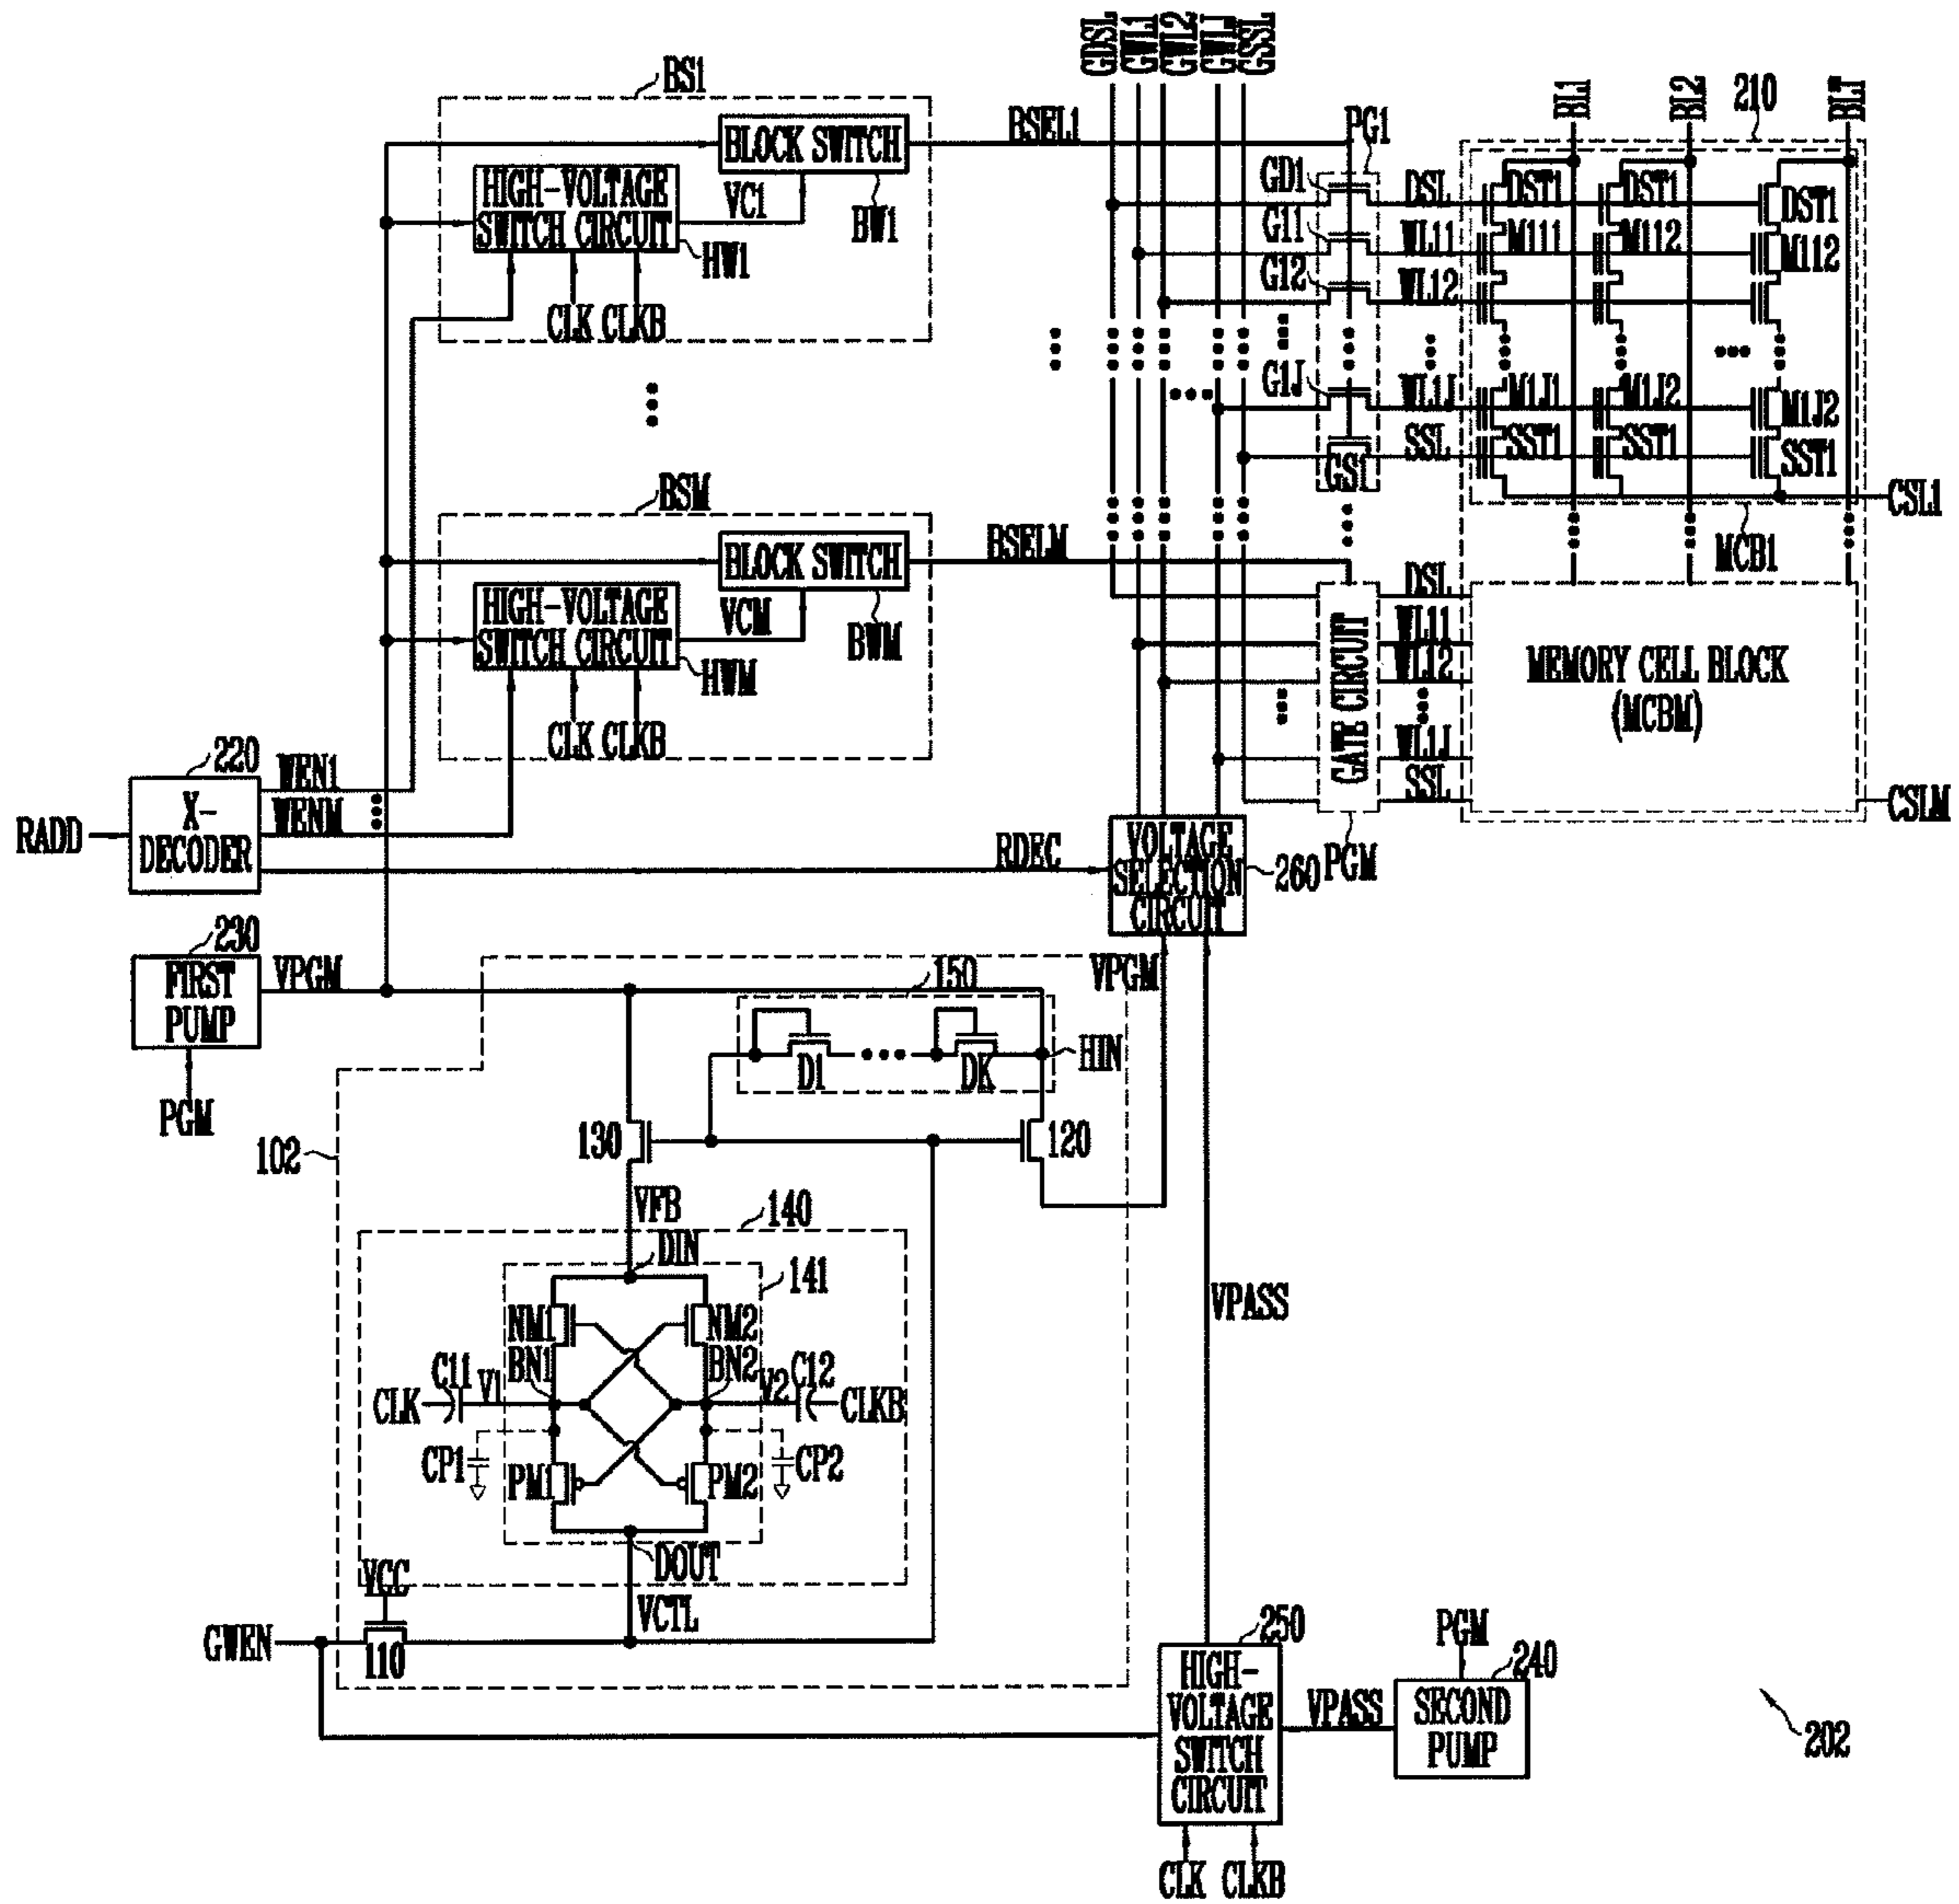 GDSL
GWL1
GWL2
GWLJ
GSSL
BS1
BL1
BL2
210
BLT
BLOCK SWITCH
BSEL1
PG1
HIGH-VOLTAGE
SWITCH CIRCUIT
VC1
BW1
HW1
CLK CLKB
GD1
DSL
DST1
DST1
DST1
G11
WL11
M111
M112
M112
G12
WL12
G1J
WL1J
M1J1
M1J2
M1J2
GS1
SSL
SST1
SST1
SST1
CSL1
MCB1
BSM
BLOCK SWITCH
BSELM
HIGH-VOLTAGE
SWITCH CIRCUIT
VCM
BWM
HWM
CLK CLKB
DSL
WL11
WL12
WL1J
SSL
GATE CIRCUIT
PGM
MEMORY CELL BLOCK
(MCBM)
CSLM
220
RADD
X-
DECODER
WEN1
WENM
RDEC
VOLTAGE
SELECTION
CIRCUIT
260
230
FIRST
PUMP
VPGM
PGM
102
150
VPGM
D1
DK
HIN
130
120
VFB
140
DIN
141
NM1
NM2
BN1
BN2
CLK
C11
V1
V2
C12
CLKB
CP1
CP2
PM1
PM2
DOUT
VCC
VCTL
GWEN
110
VPASS
250
HIGH-
VOLTAGE
SWITCH
CIRCUIT
CLK CLKB
VPASS
PGM
240
SECOND
PUMP
202